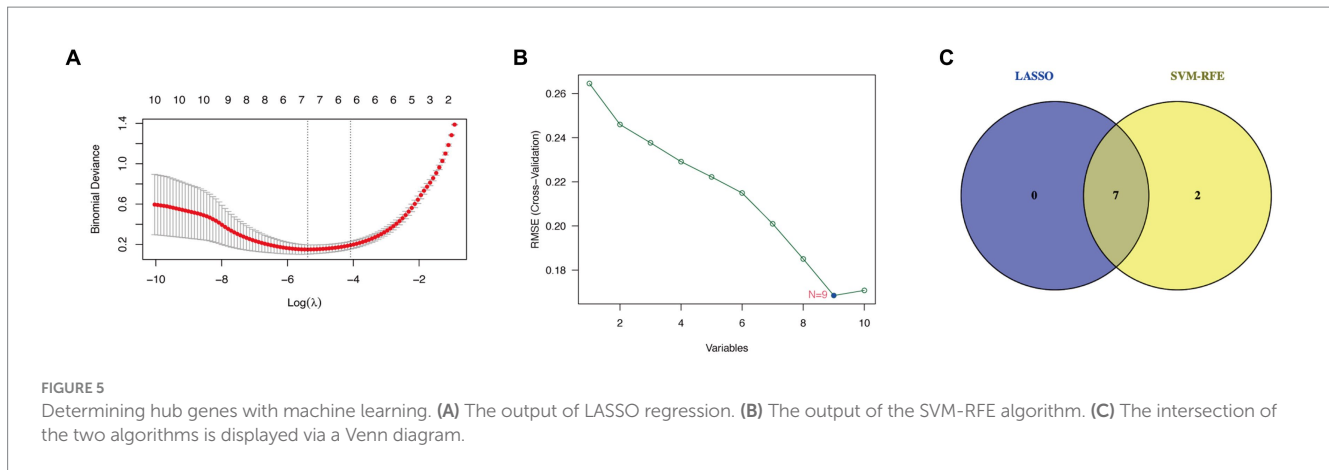 A
10 10 10 9 8 8 6 7 7 6 6 6 5 3 2
1.4
1.0
0.6
0.2
Binomial Deviance
−10 −8 −6 −4 −2
Log(λ)
B
0.26
0.24
0.22
0.20
0.18
RMSE (Cross−Validation)
N=9
2 4 6 8 10
Variables
C
LASSO SVM-RFE
0 7 2
FIGURE 5
Determining hub genes with machine learning. (A) The output of LASSO regression. (B) The output of the SVM-RFE algorithm. (C) The intersection of
the two algorithms is displayed via a Venn diagram.